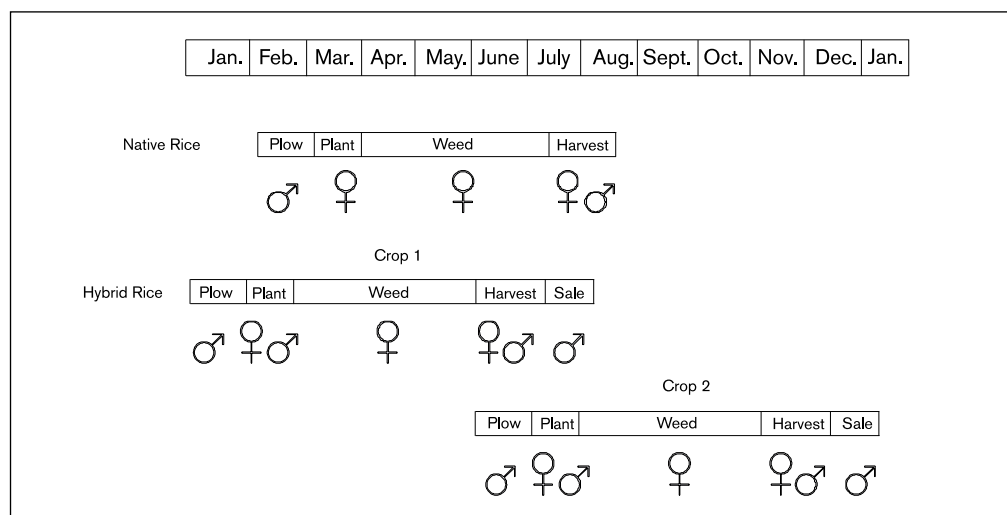 Jan. Feb. Mar. Apr. May. June July Aug. Sept. Oct. Nov. Dec. Jan.
Native Rice Plow Plant Weed Harvest
♂ ♀ ♀ ♀♂
Crop 1
Hybrid Rice Plow Plant Weed Harvest Sale
♂ ♀♂ ♀ ♀♂ ♂
Crop 2
Plow Plant Weed Harvest Sale
♂ ♀♂ ♀ ♀♂ ♂